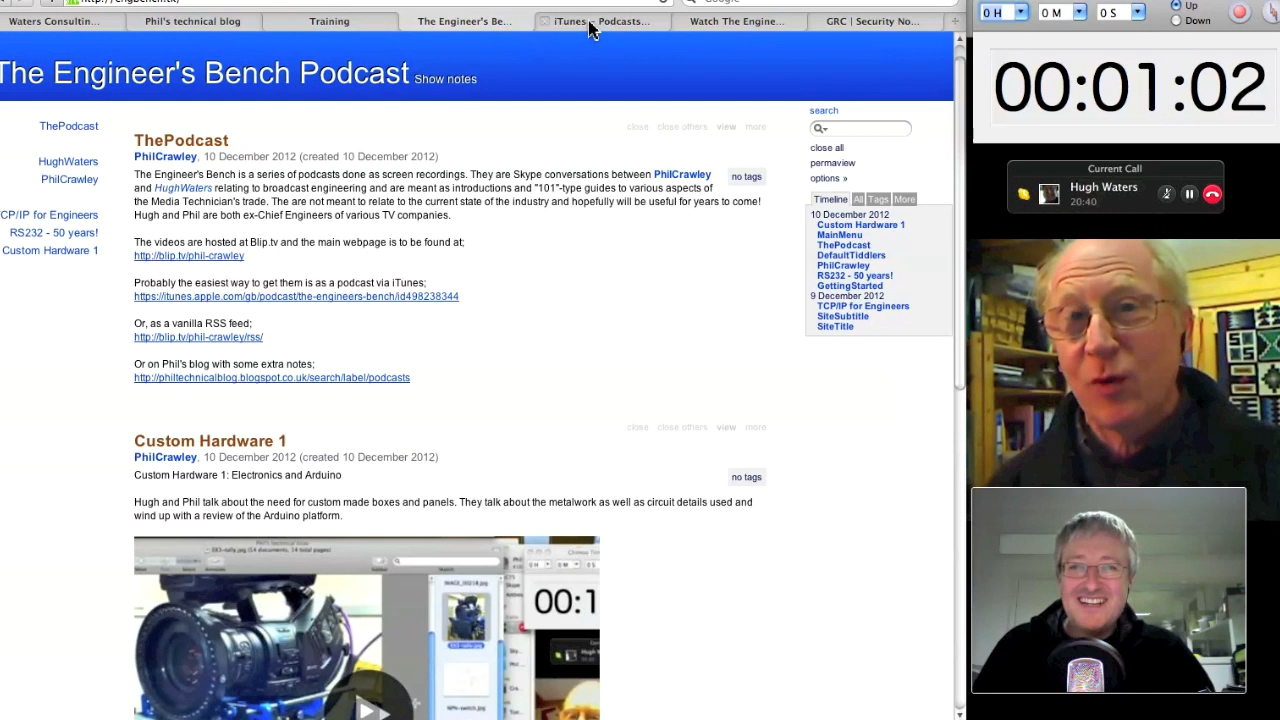 Waters Consultin... Phil's technical blog Training The Engineer's Be... iTunes - Podcasts... Watch The Engine... GRC | Security No...
The Engineer's Bench Podcast Show notes
ThePodcast
HughWaters
PhilCrawley
TCP/IP for Engineers
RS232 - 50 years!
Custom Hardware 1
close close others view more
ThePodcast
PhilCrawley, 10 December 2012 (created 10 December 2012)
no tags
The Engineer's Bench is a series of podcasts done as screen recordings. They are Skype conversations between PhilCrawley
and HughWaters relating to broadcast engineering and are meant as introductions and "101"-type guides to various aspects of
the Media Technician's trade. The are not meant to relate to the current state of the industry and hopefully will be useful for years to come!
Hugh and Phil are both ex-Chief Engineers of various TV companies.
The videos are hosted at Blip.tv and the main webpage is to be found at;
http://blip.tv/phil-crawley
Probably the easiest way to get them is as a podcast via iTunes;
https://itunes.apple.com/gb/podcast/the-engineers-bench/id498238344
Or, as a vanilla RSS feed;
http://blip.tv/phil-crawley/rss/
Or on Phil's blog with some extra notes;
http://philtechnicalblog.blogspot.co.uk/search/label/podcasts
close close others view more
Custom Hardware 1
PhilCrawley, 10 December 2012 (created 10 December 2012)
no tags
Custom Hardware 1: Electronics and Arduino
Hugh and Phil talk about the need for custom made boxes and panels. They talk about the metalwork as well as circuit details used and
wind up with a review of the Arduino platform.
00:1
search
close all
permaview
options »
Timeline All Tags More
10 December 2012
Custom Hardware 1
MainMenu
ThePodcast
DefaultTiddlers
PhilCrawley
RS232 - 50 years!
GettingStarted
9 December 2012
TCP/IP for Engineers
SiteSubtitle
SiteTitle
0 H 0 M 0 S Up
Down
00:01:02
Current Call
Hugh Waters
20:40